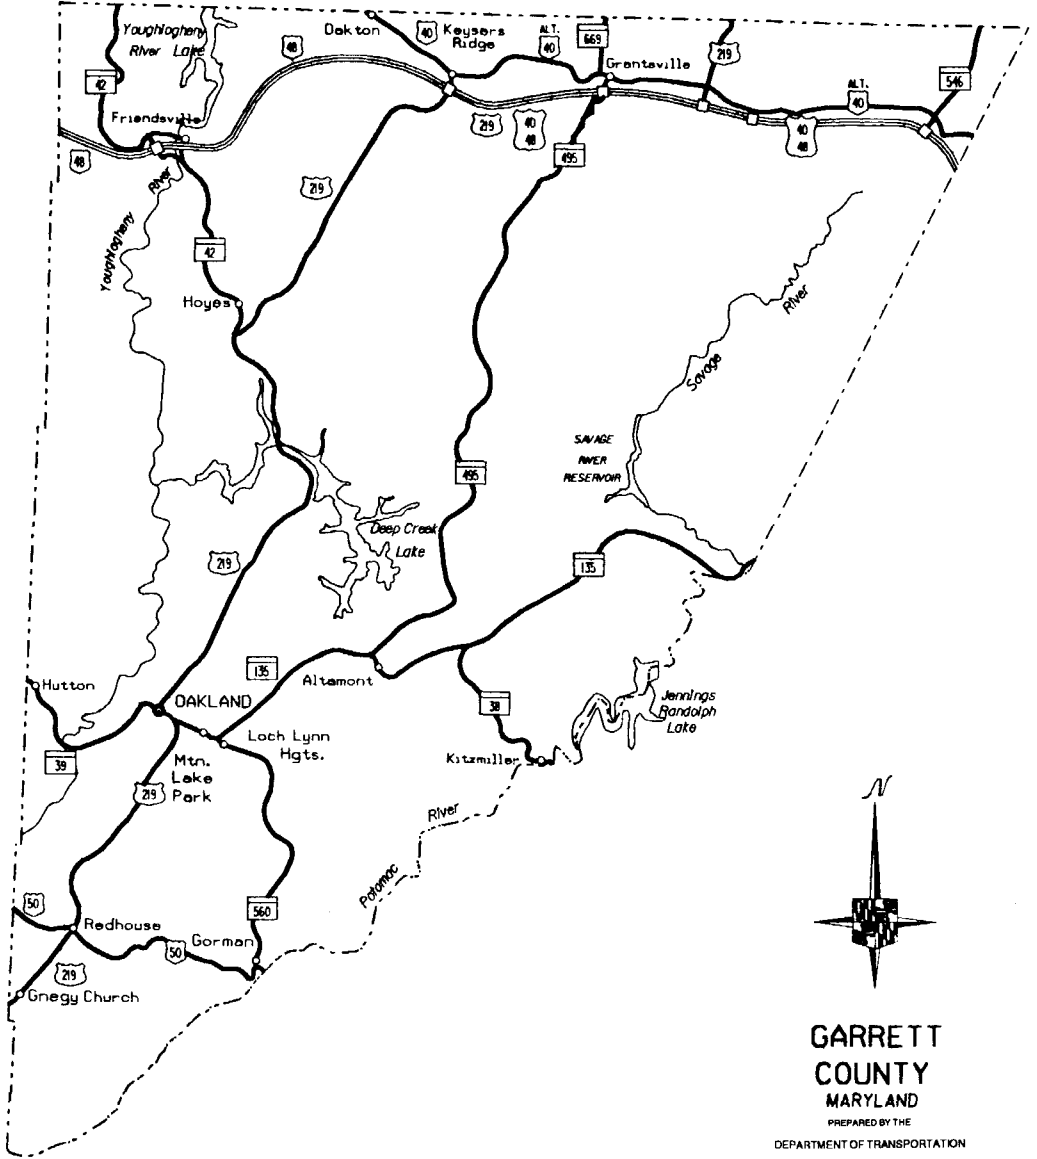 Youghiogheny
River Lake
Oakton
40
Keysers
Ridge
ALT.
40
669
219
48
42
Grantsville
546
ALT.
40
Friendsville
48
219
40
48
40
48
495
River
219
Youghiogheny
42
Hoyes
River
Savage
SAVAGE
RIVER
RESERVOIR
495
Deep Creek
Lake
219
135
135
Altamont
Hutton
OAKLAND
38
Jennings
Randolph
Lake
Loch Lynn
Hgts.
39
Mtn.
Lake
Park
219
Kitzmiller
N
River
Potomac
50
560
Redhouse
Gorman
50
219
Gnegy Church
GARRETT
COUNTY
MARYLAND
PREPARED BY THE
DEPARTMENT OF TRANSPORTATION